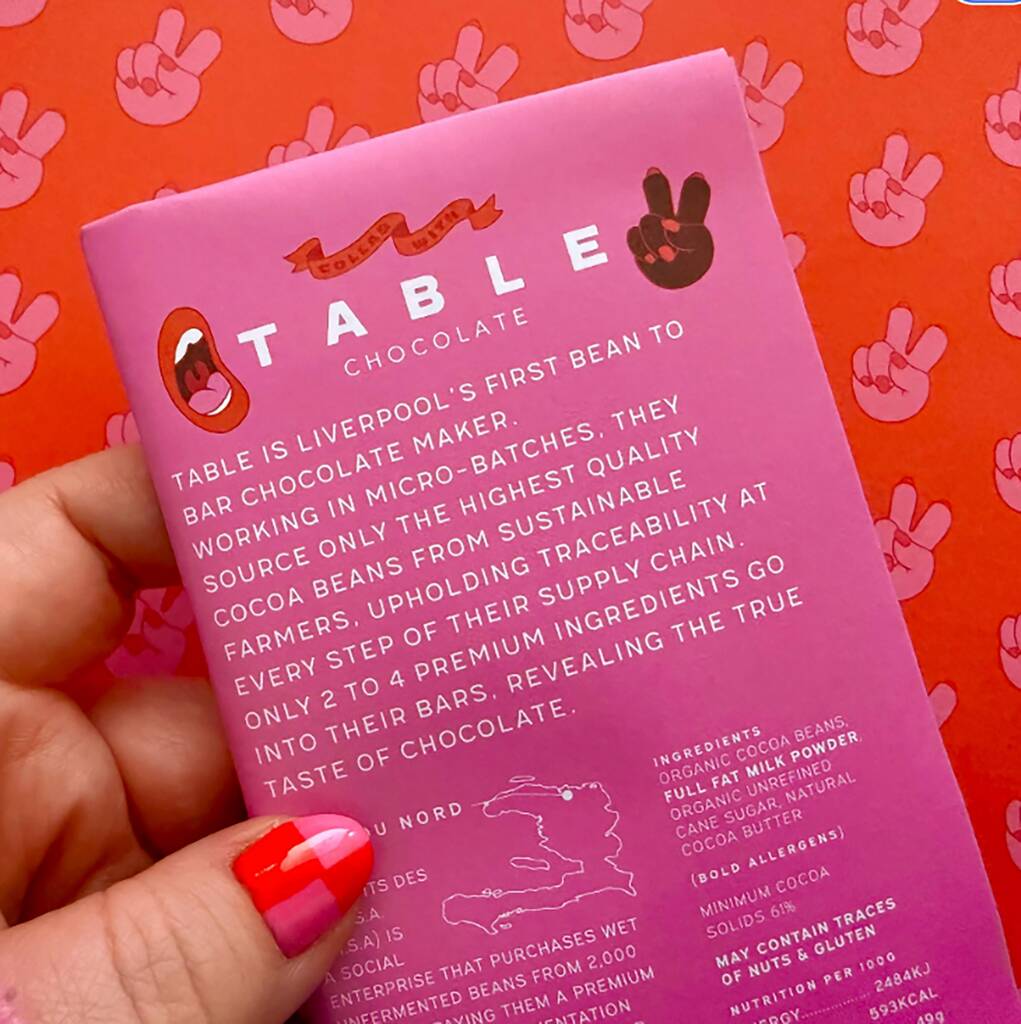 COLLAB WITH
TABLE
CHOCOLATE
TABLE IS LIVERPOOL'S FIRST BEAN TO
BAR CHOCOLATE MAKER.
WORKING IN MICRO-BATCHES, THEY
SOURCE ONLY THE HIGHEST QUALITY
COCOA BEANS FROM SUSTAINABLE
FARMERS, UPHOLDING TRACEABILITY AT
EVERY STEP OF THEIR SUPPLY CHAIN.
ONLY 2 TO 4 PREMIUM INGREDIENTS GO
INTO THEIR BARS, REVEALING THE TRUE
TASTE OF CHOCOLATE.
NORD
DES
S.A.
IS
A SOCIAL
ENTERPRISE THAT PURCHASES WET
UNFERMENTED BEANS FROM 2,000
THEM A PREMIUM
INGREDIENTS
ORGANIC COCOA BEANS,
FULL FAT MILK POWDER,
ORGANIC UNREFINED
CANE SUGAR, NATURAL
COCOA BUTTER
(BOLD ALLERGENS)
MINIMUM COCOA
SOLIDS 61%
MAY CONTAIN TRACES
OF NUTS & GLUTEN
NUTRITION PER 100G
2484KJ
593KCAL
49g